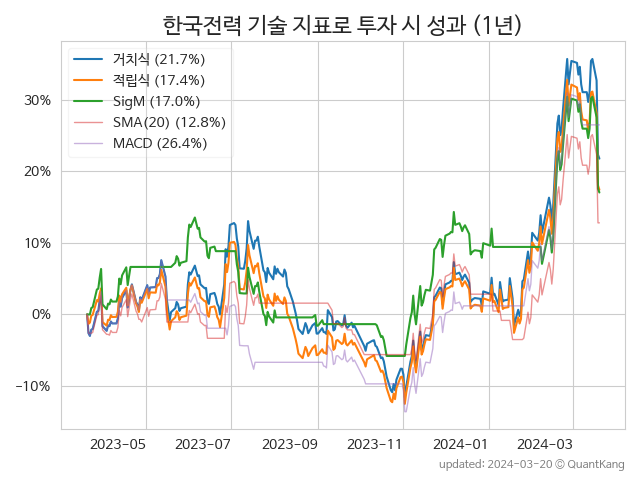 한국전력 기술 지표로 투자 시 성과 (1년)
거치식 (21.7%)
적립식 (17.4%)
SigM (17.0%)
SMA(20) (12.8%)
MACD (26.4%)
30%
20%
10%
0%
−10%
2023−05
2023−07
2023−09
2023−11
2024−01
2024−03
updated: 2024-03-20 © QuantKang